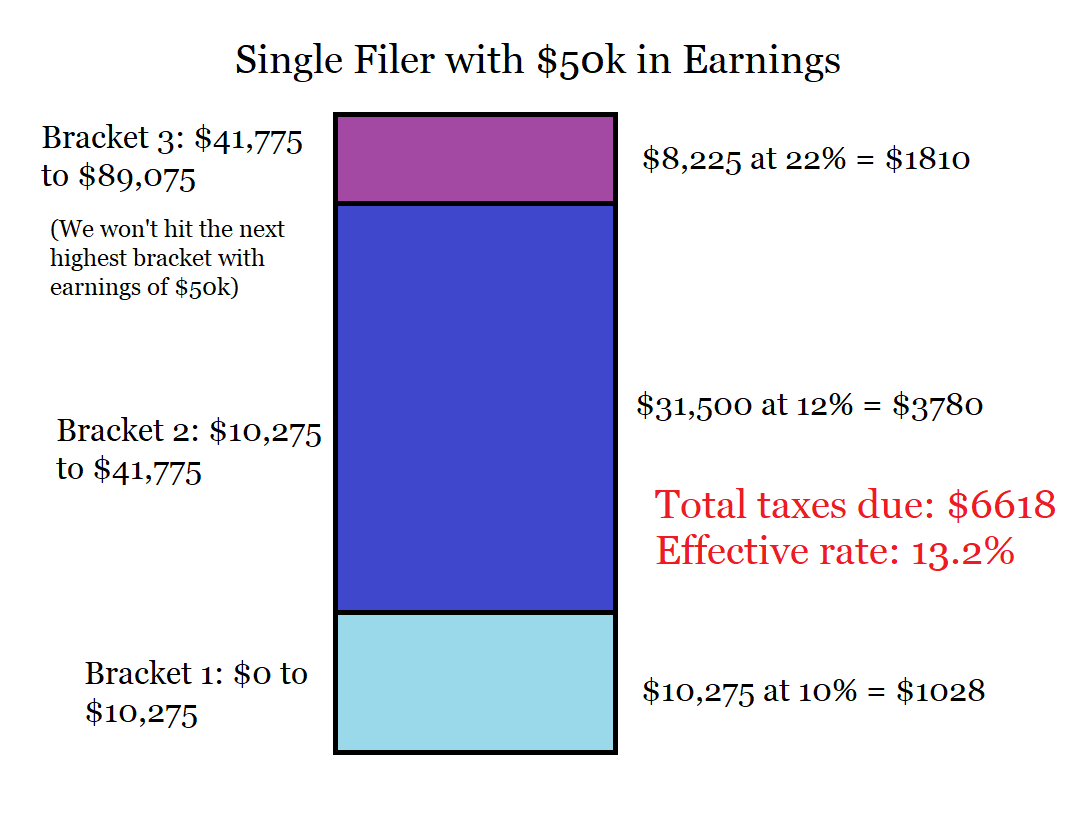 Single Filer with $50k in Earnings
Bracket 3: $41,775
to $89,075
$8,225 at 22% = $1810
(We won't hit the next
highest bracket with
earnings of $50k)
$31,500 at 12% = $3780
Bracket 2: $10,275
to $41,775
Total taxes due: $6618
Effective rate: 13.2%
Bracket 1: $0 to
$10,275
$10,275 at 10% = $1028